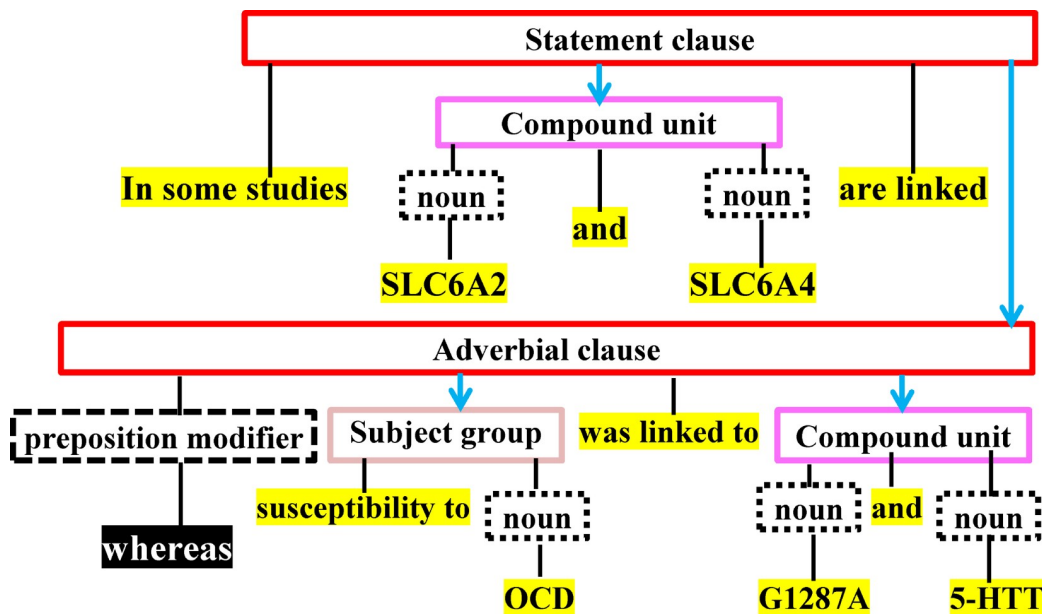 Statement clause
Compound unit
In some studies
noun
noun
are linked
and
SLC6A2
SLC6A4
Adverbial clause
preposition modifier
Subject group
was linked to
Compound unit
susceptibility to
noun
noun
and
noun
whereas
OCD
G1287A
5-HTT